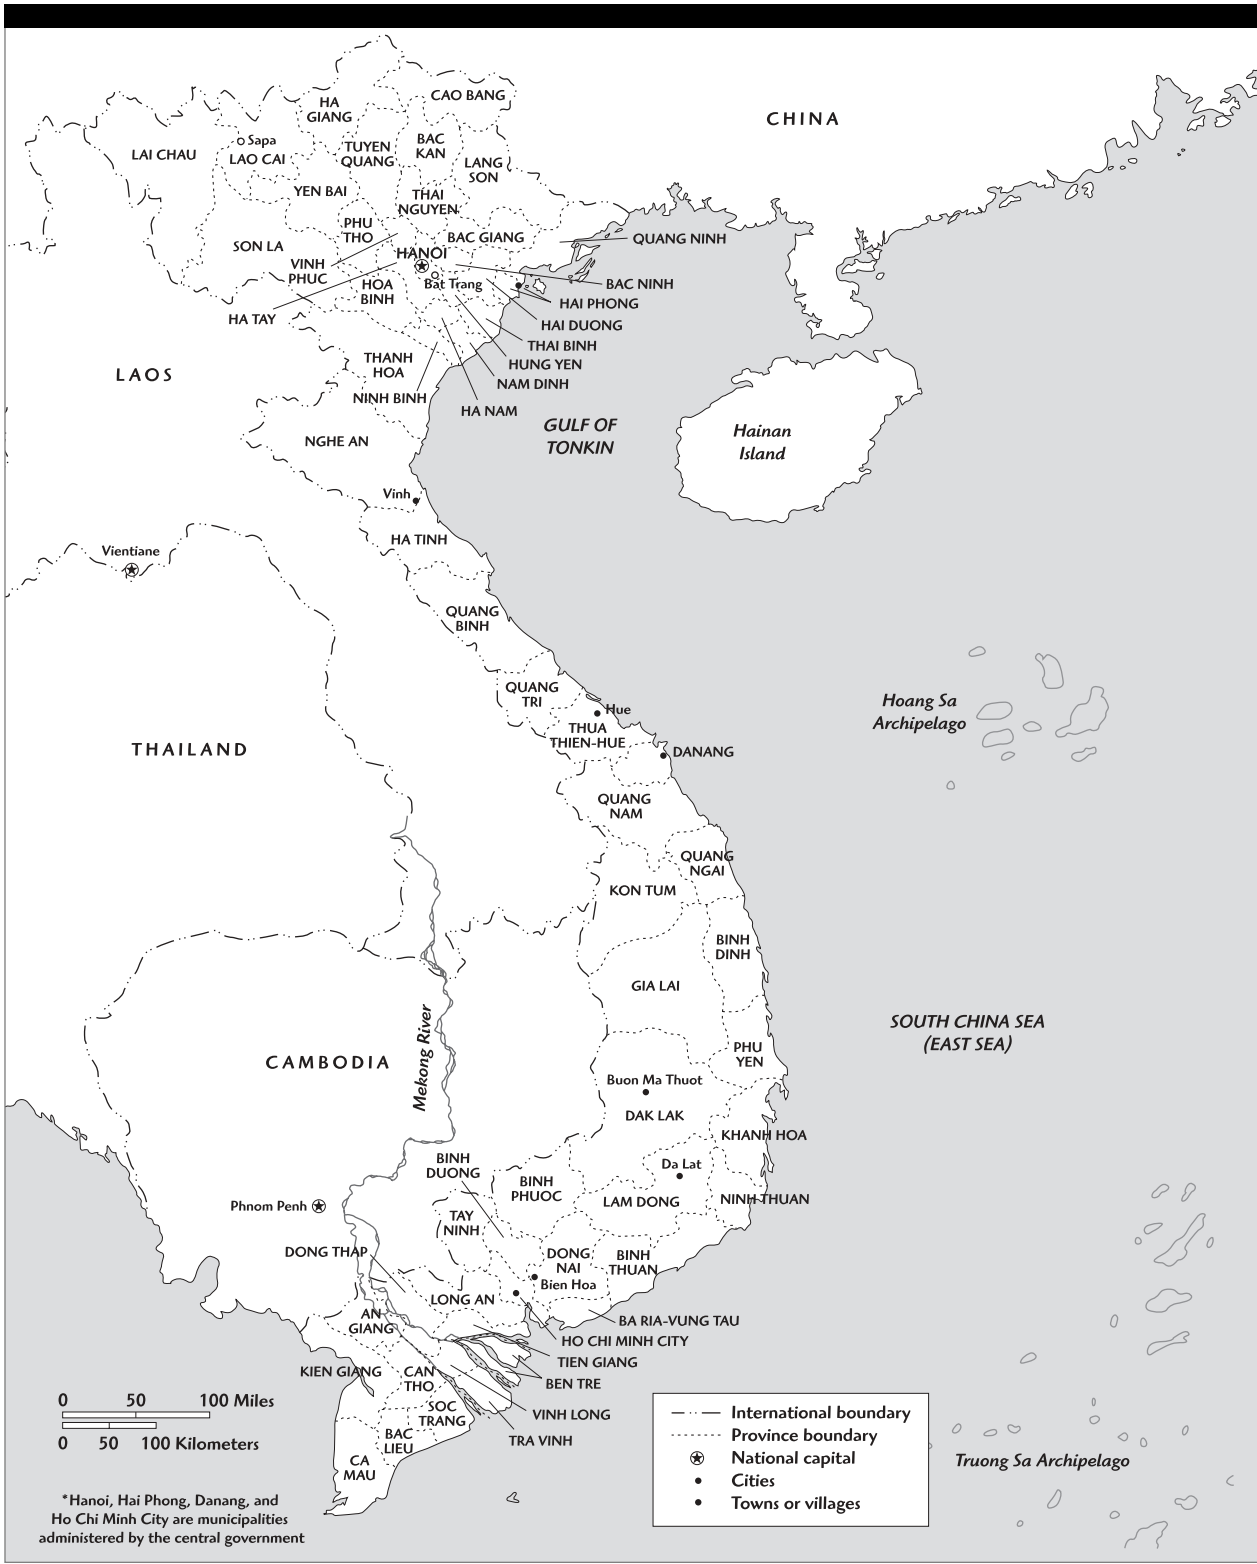 CHINA
CAO BANG
HA
GIANG
Sapa
LAO CAI
LAI CHAU
TUYEN
QUANG
BAC
KAN
LANG
SON
YEN BAI
THAI
NGUYEN
PHU
THO
BAC GIANG
QUANG NINH
SON LA
HANOI
VINH
PHUC
HOA
BINH
Bat Trang
BAC NINH
HAI PHONG
HA TAY
HAI DUONG
THAI BINH
HUNG YEN
NAM DINH
HA NAM
THANH
HOA
NINH BINH
LAOS
GULF OF
TONKIN
Hainan
Island
NGHE AN
Vinh
HA TINH
Vientiane
QUANG
BINH
QUANG
TRI
Hue
THUA
THIEN-HUE
DANANG
Hoang Sa
Archipelago
THAILAND
QUANG
NAM
QUANG
NGAI
KON TUM
BINH
DINH
GIA LAI
SOUTH CHINA SEA
(EAST SEA)
Mekong River
CAMBODIA
PHU
YEN
Buon Ma Thuot
DAK LAK
KHANH HOA
BINH
DUONG
Da Lat
BINH
PHUOC
LAM DONG
NINH THUAN
Phnom Penh
TAY
NINH
DONG THAP
DONG
NAI
BINH
THUAN
Bien Hoa
LONG AN
AN
GIANG
BA RIA-VUNG TAU
HO CHI MINH CITY
TIEN GIANG
BEN TRE
KIEN GIANG
CAN
THO
VINH LONG
SOC
TRANG
TRA VINH
BAC
LIEU
CA
MAU
0 50 100 Miles
0 50 100 Kilometers
*Hanoi, Hai Phong, Danang, and
Ho Chi Minh City are municipalities
administered by the central government
International boundary
Province boundary
National capital
Cities
Towns or villages
Truong Sa Archipelago